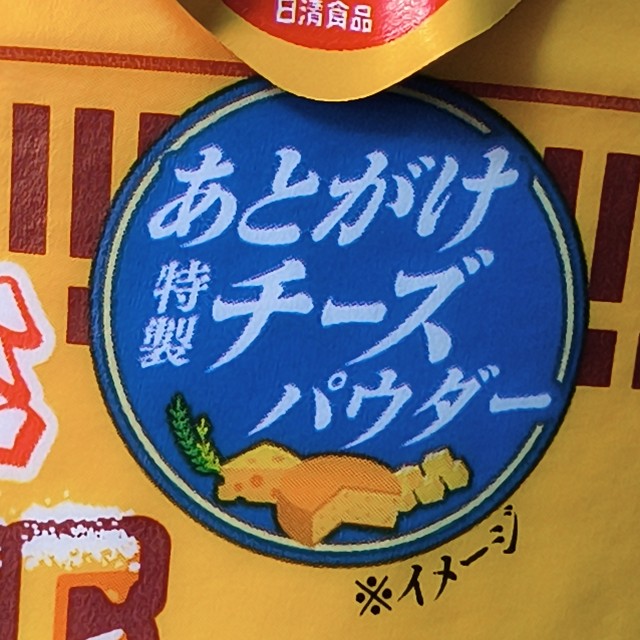 日清食品
あとがけ
特製
チーズ
パウダー
※イメージ